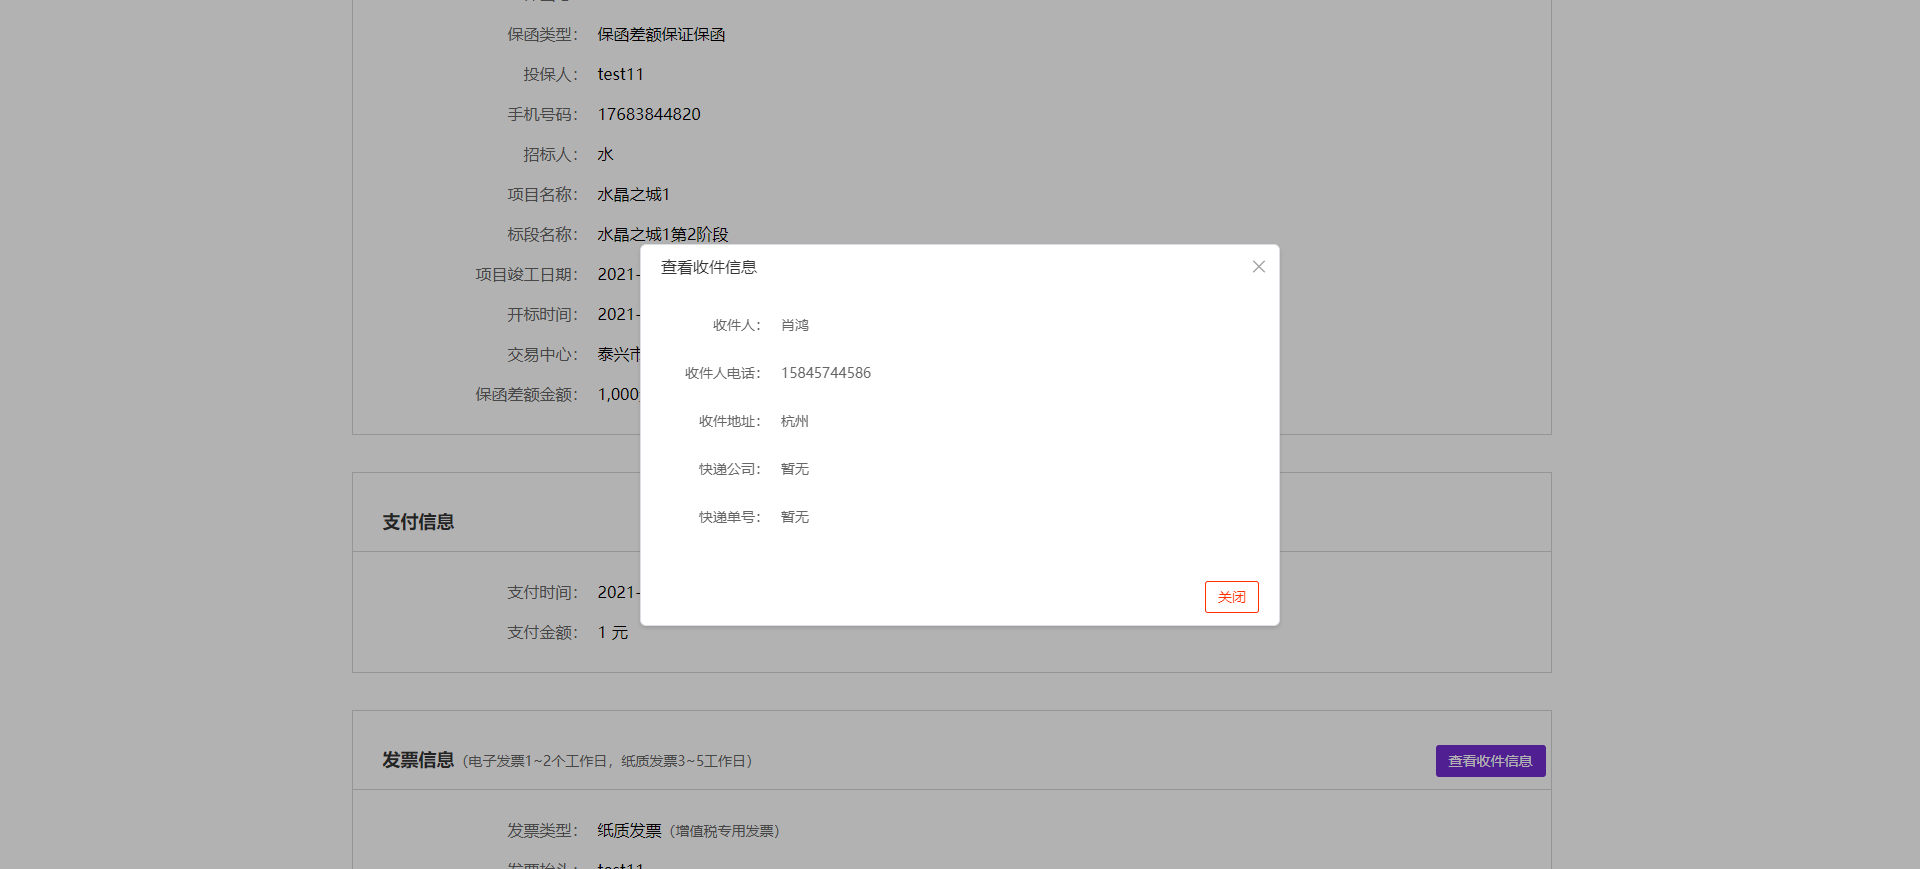 保函类型： 保函差额保证保函
投保人： test11
手机号码： 17683844820
招标人： 水
项目名称： 水晶之城1
标段名称： 水晶之城1第2阶段
项目竣工日期： 2021-
开标时间： 2021-
交易中心： 泰兴市
保函差额金额： 1,000
查看收件信息
收件人： 肖鸿
收件人电话： 15845744586
收件地址： 杭州
快递公司： 暂无
快递单号： 暂无
关闭
支付信息
支付时间： 2021-
支付金额： 1 元
发票信息（电子发票1~2个工作日，纸质发票3~5工作日）
查看收件信息
发票类型： 纸质发票（增值税专用发票）
发票抬头： test11